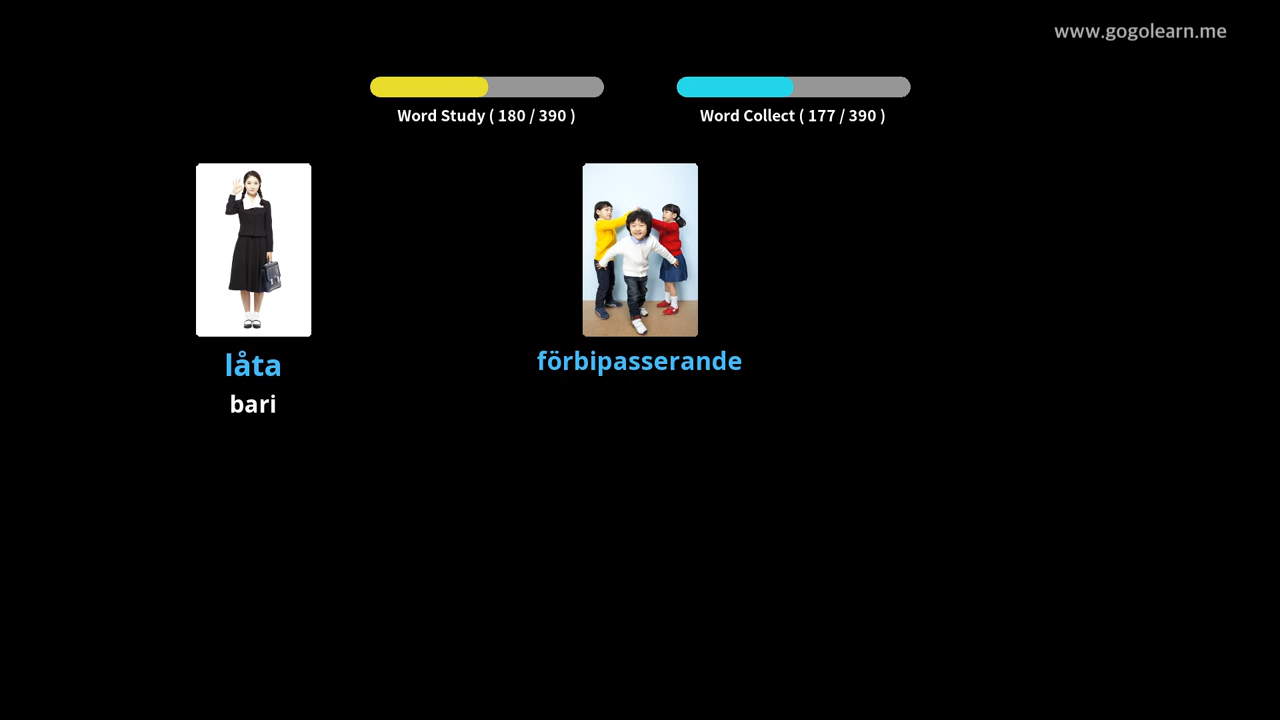 www.gogolearn.me
Word Study ( 180 / 390 )
Word Collect ( 177 / 390 )
låta
förbipasserande
bari